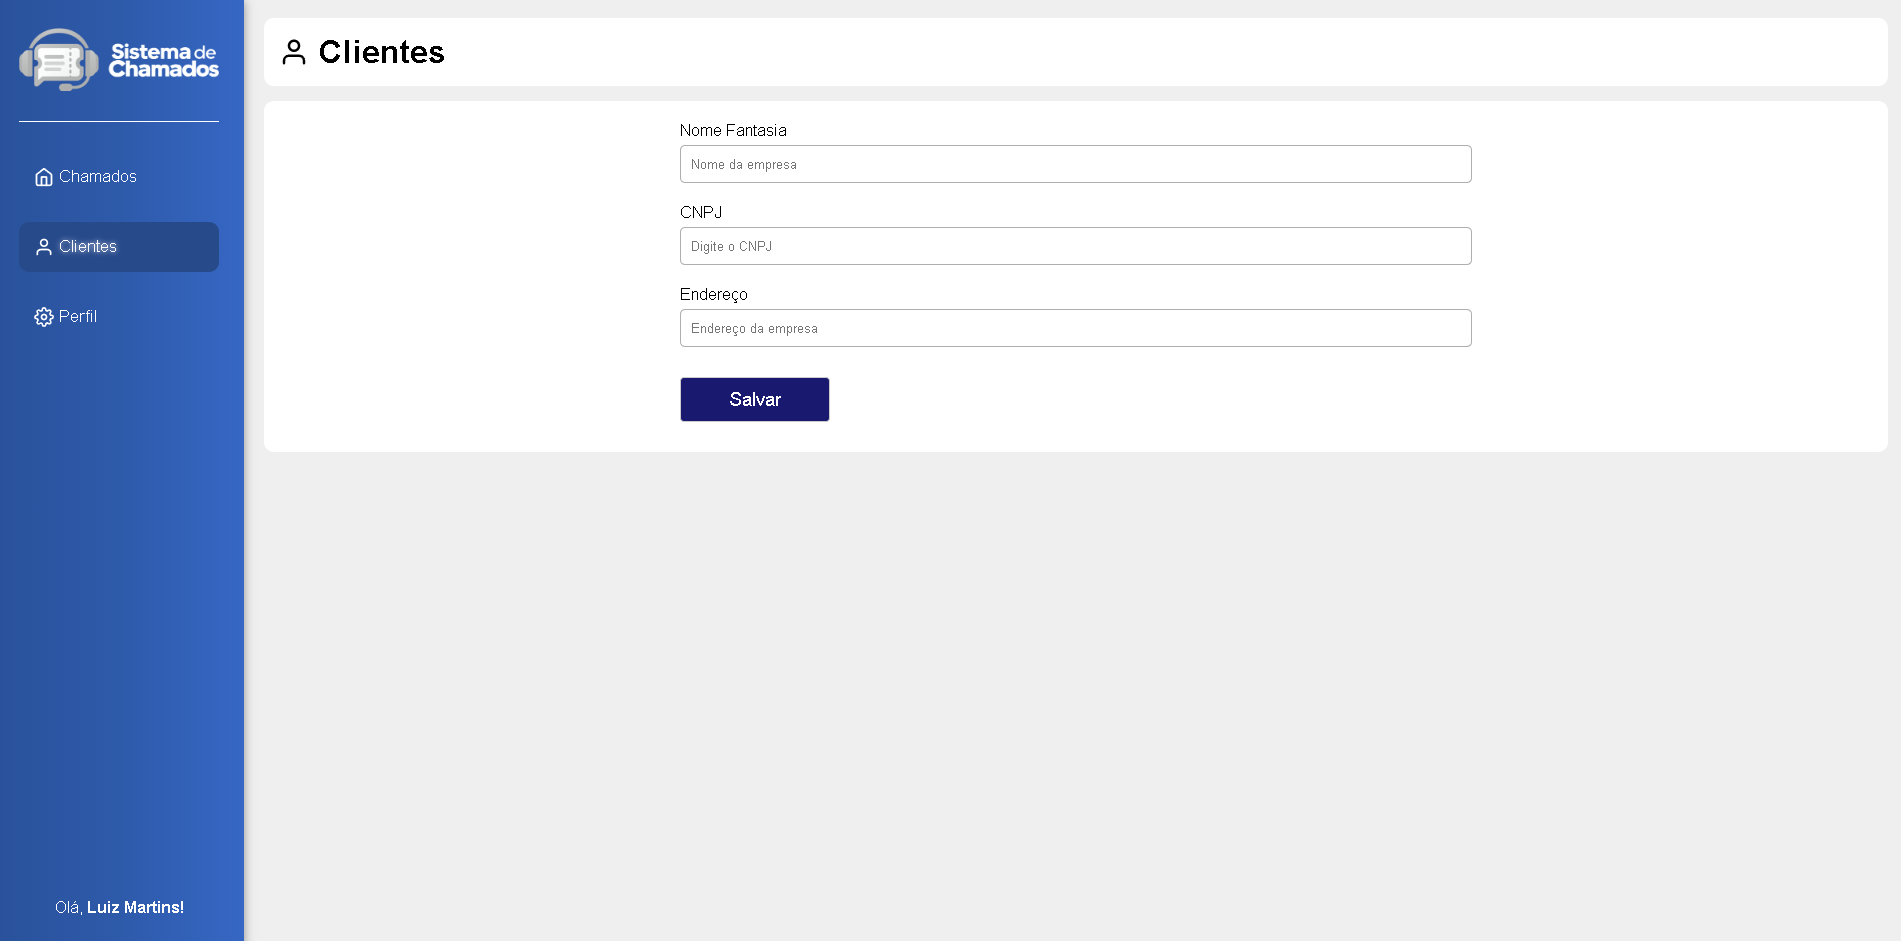 Sistema de
Chamados
Chamados
Clientes
Perfil
Olá, Luiz Martins!
Clientes
Nome Fantasia
Nome da empresa
CNPJ
Digite o CNPJ
Endereço
Endereço da empresa
Salvar